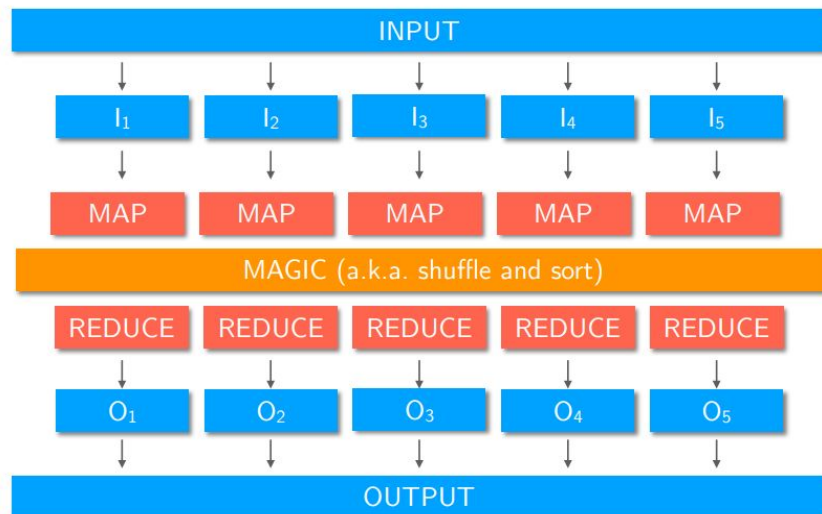 INPUT
I₁ I₂ I₃ I₄ I₅
MAP MAP MAP MAP MAP
MAGIC (a.k.a. shuffle and sort)
REDUCE REDUCE REDUCE REDUCE REDUCE
O₁ O₂ O₃ O₄ O₅
OUTPUT